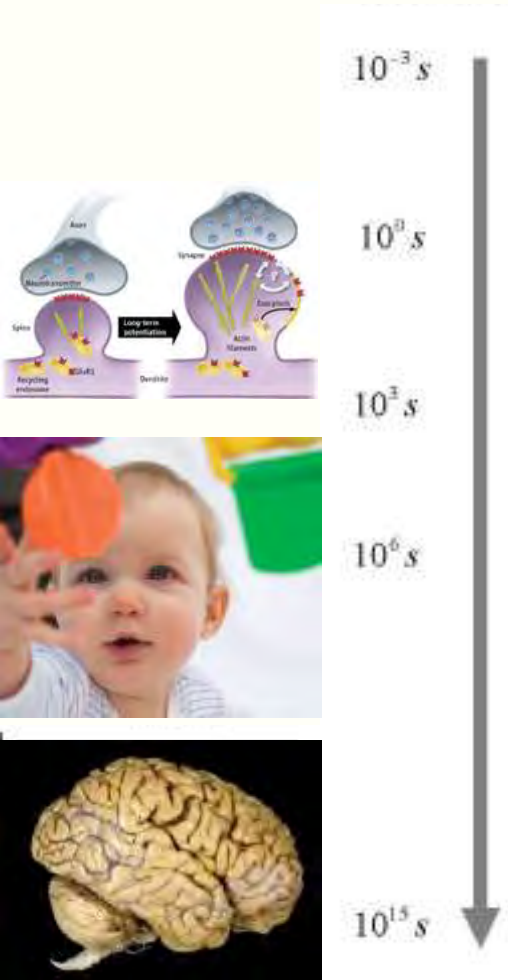 10⁻³ s
Axon
10⁰ s
Synapse
Neurotransmitter
Exocytosis
Spine
Long-term
potentiation
Actin
filaments
GluR1
Recycling
endosome
Dendrite
10³ s
10⁶ s
10¹⁵ s